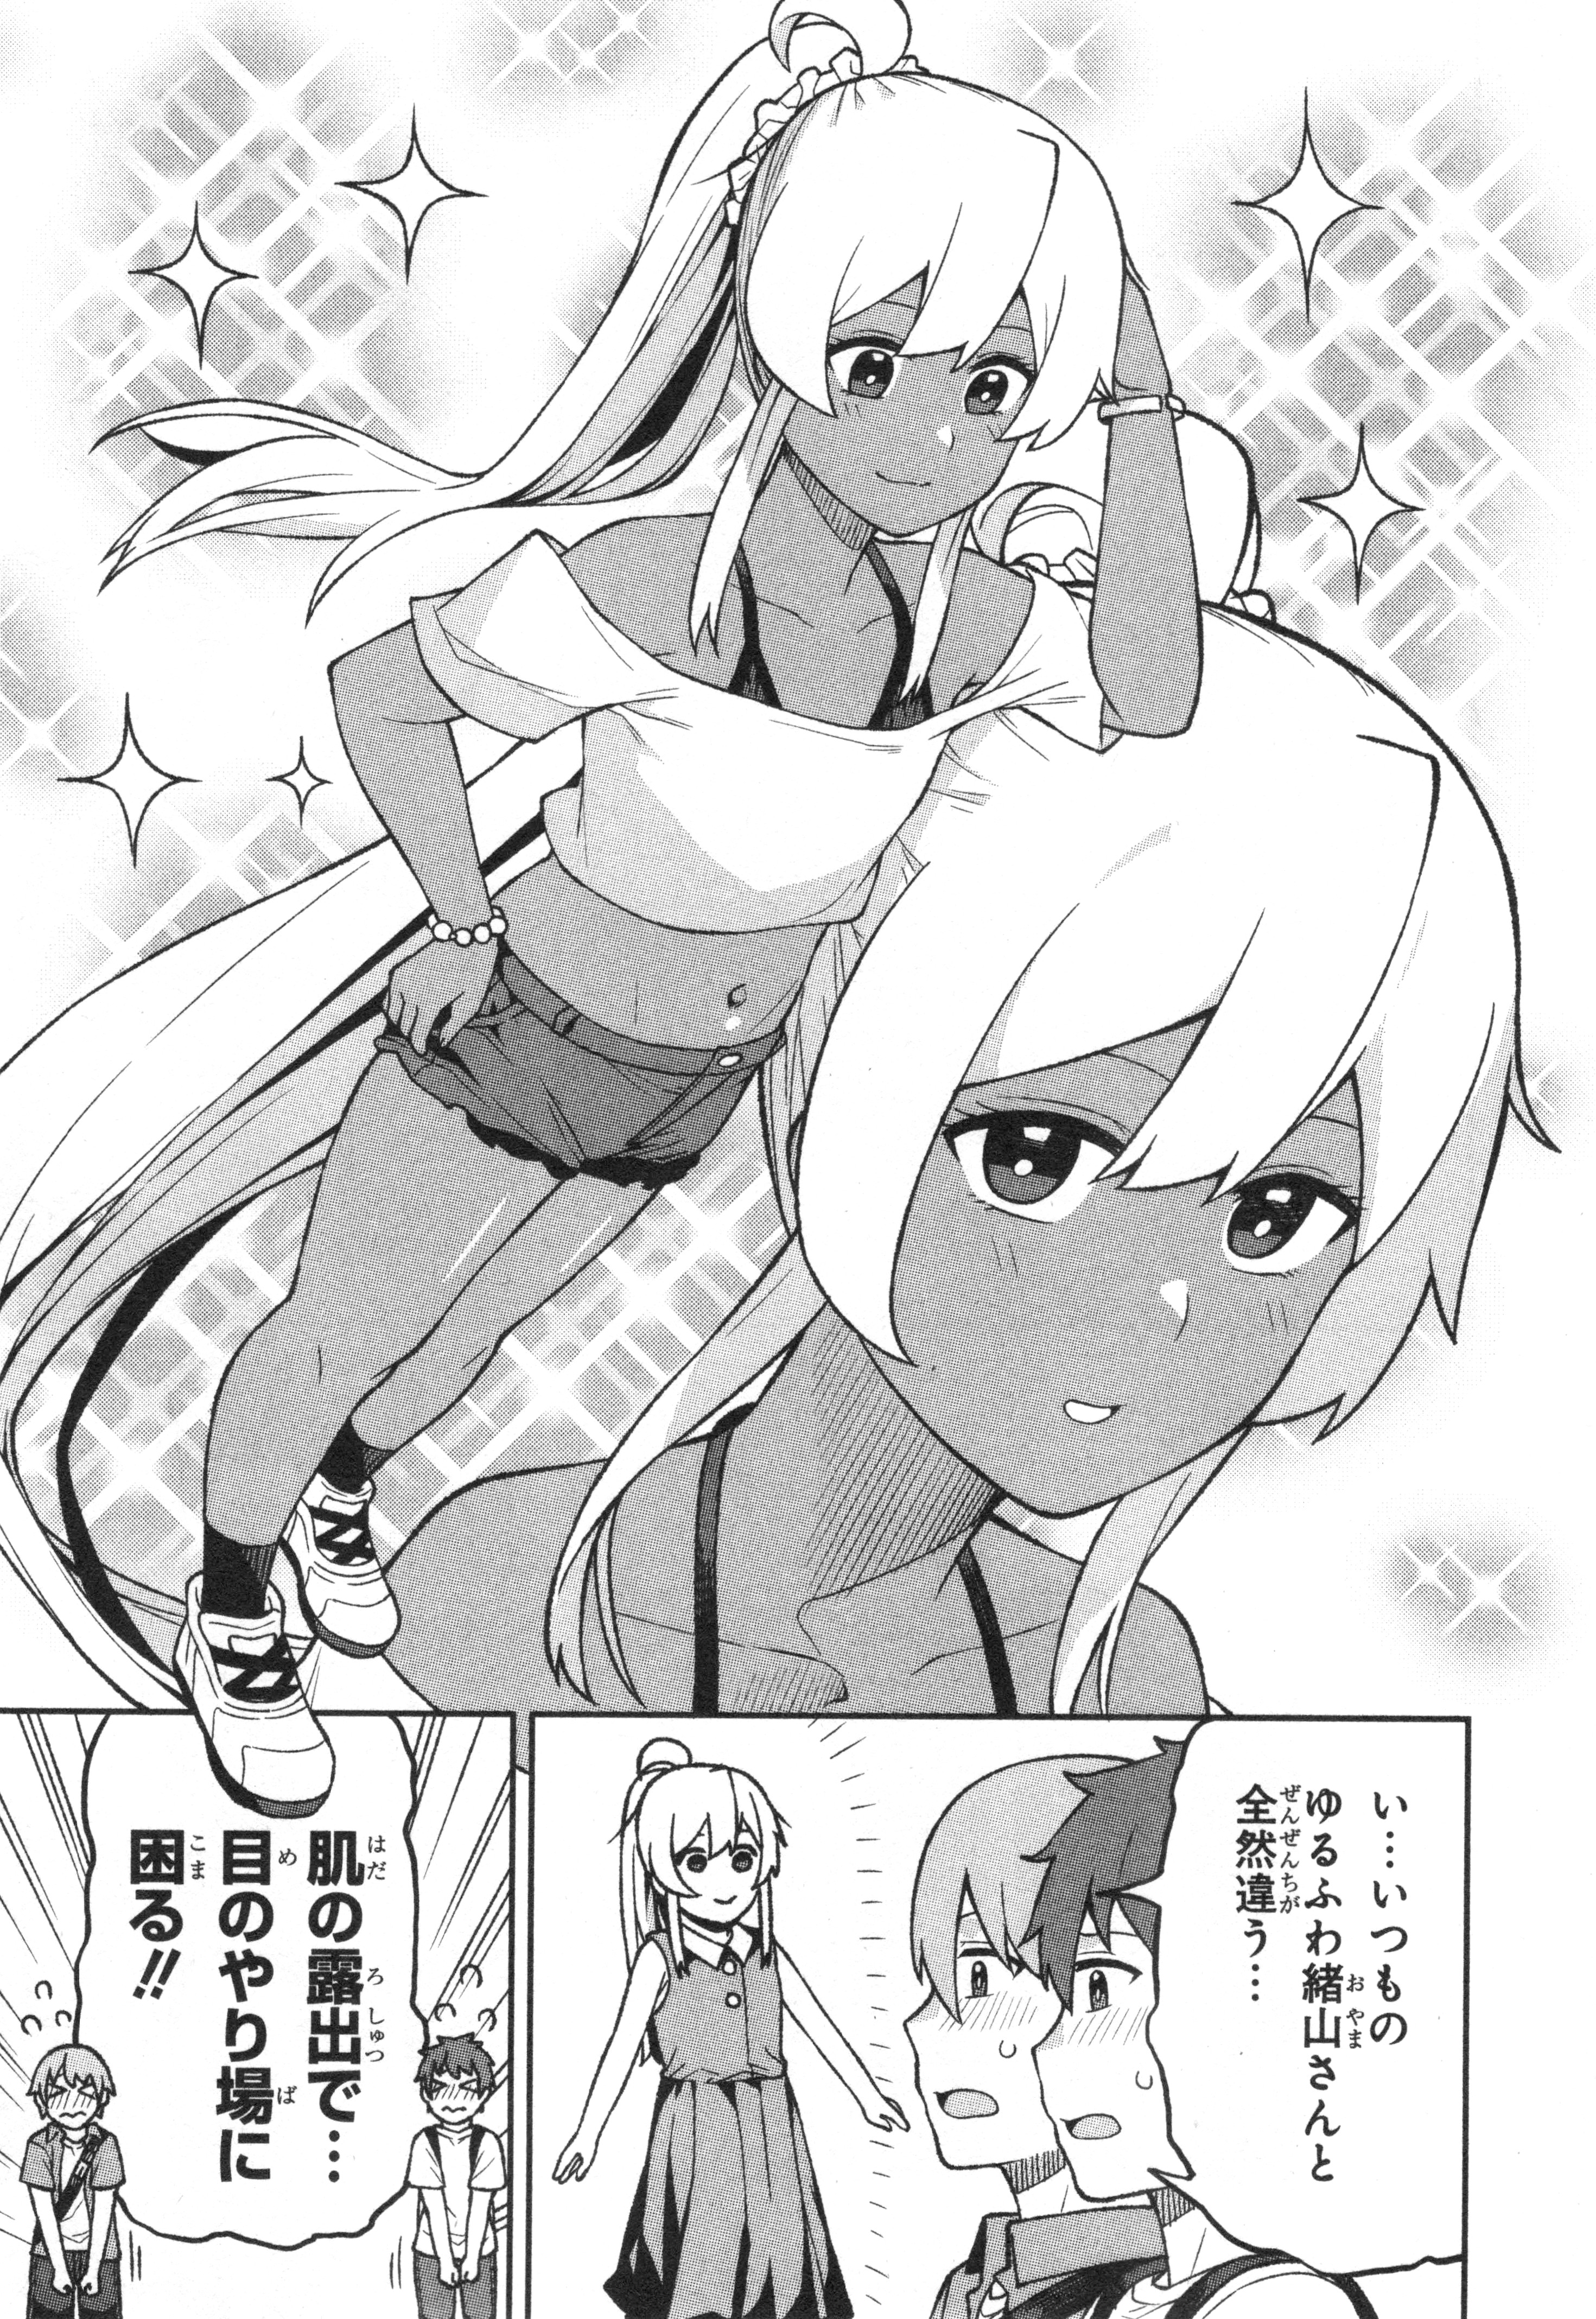 い…いつもの
ゆるふわ緒山さんと
全然違う…
肌の露出で…
目のやり場に
困る!!